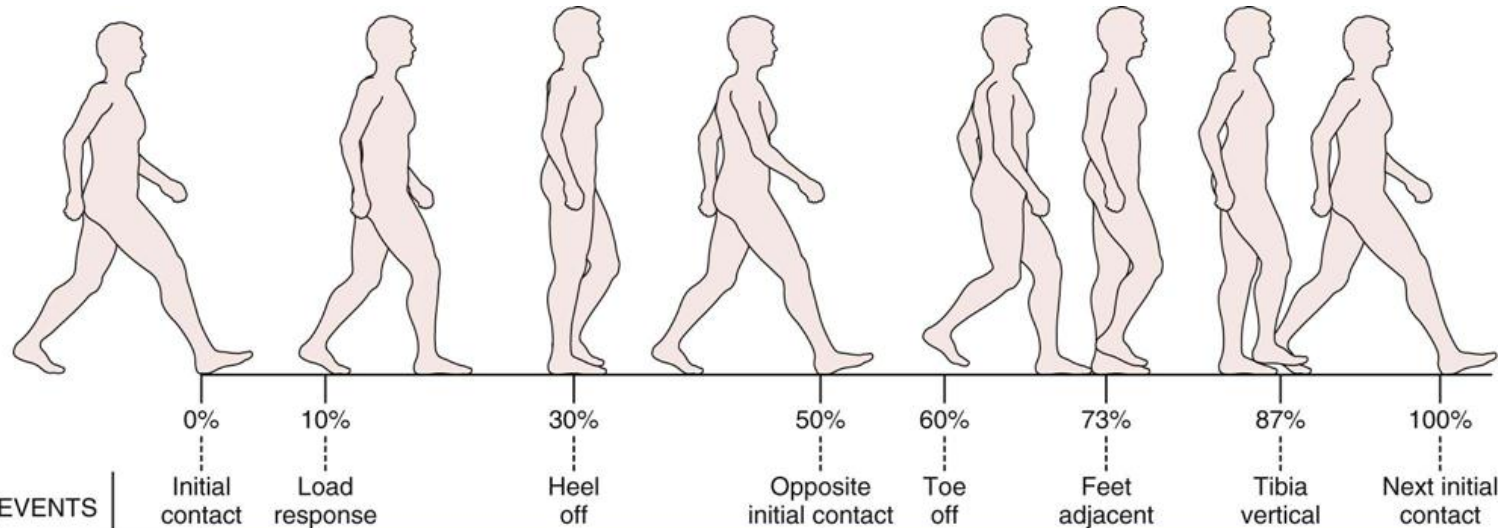 0% 10% 30% 50% 60% 73% 87% 100%
EVENTS Initial Load Heel Opposite Toe Feet Tibia Next initial
contact response off initial contact off adjacent vertical contact